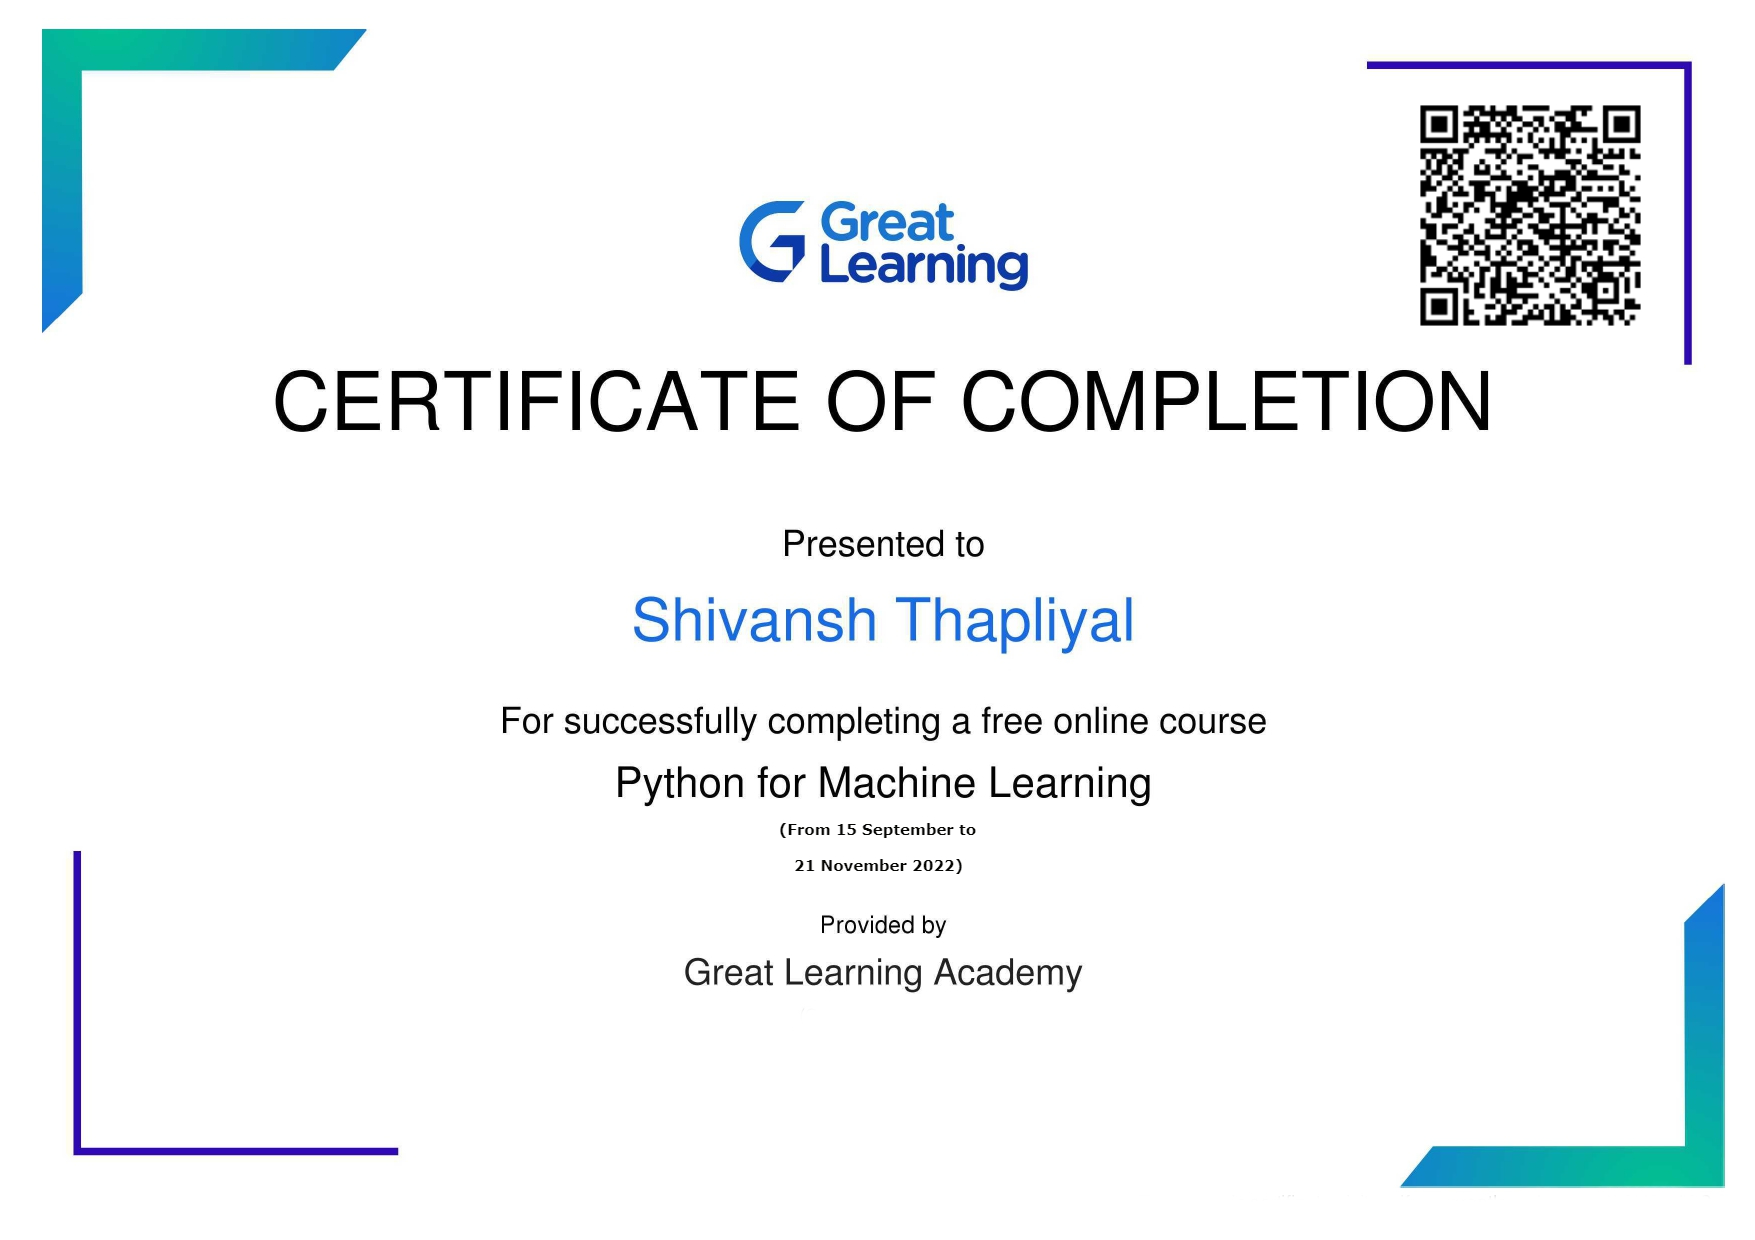 Great
Learning
CERTIFICATE OF COMPLETION
Presented to
Shivansh Thapliyal
For successfully completing a free online course
Python for Machine Learning
(From 15 September to
21 November 2022)
Provided by
Great Learning Academy